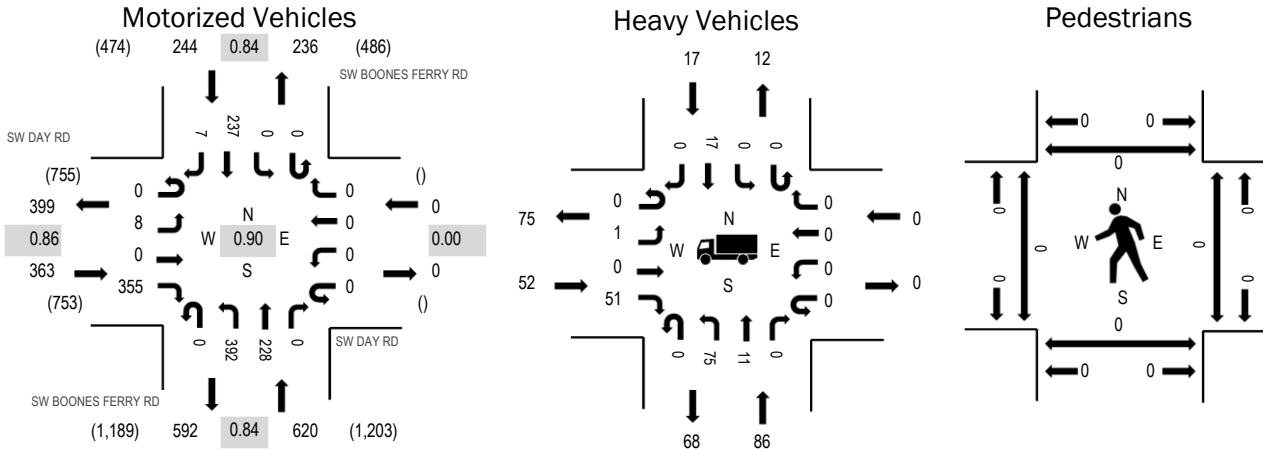 Motorized Vehicles
(474) 244 0.84 236 (486)
SW BOONES FERRY RD
7 237 0 0
SW DAY RD
(755)
399
0.86
363
(753)
0
8
0
355
N
W 0.90 E
S
0
0
0
0
()
0
0.00
0
()
0 392 228 0
SW DAY RD
SW BOONES FERRY RD
(1,189) 592 0.84 620 (1,203)
Heavy Vehicles
17 12
0 17 0 0
75
52
0
1
0
51
N
W E
S
0
0
0
0
0
0
0 75 11 0
68 86
Pedestrians
0 0
0
0 0
N
W E
S
0 0
0 0
0
0 0